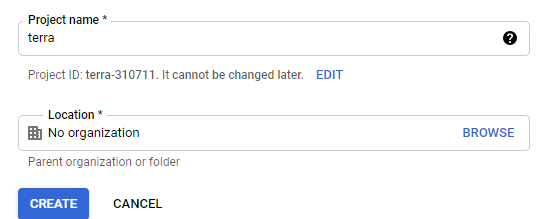 Project name *
terra
Project ID: terra-310711. It cannot be changed later. EDIT
Location *
No organization BROWSE
Parent organization or folder
CREATE CANCEL